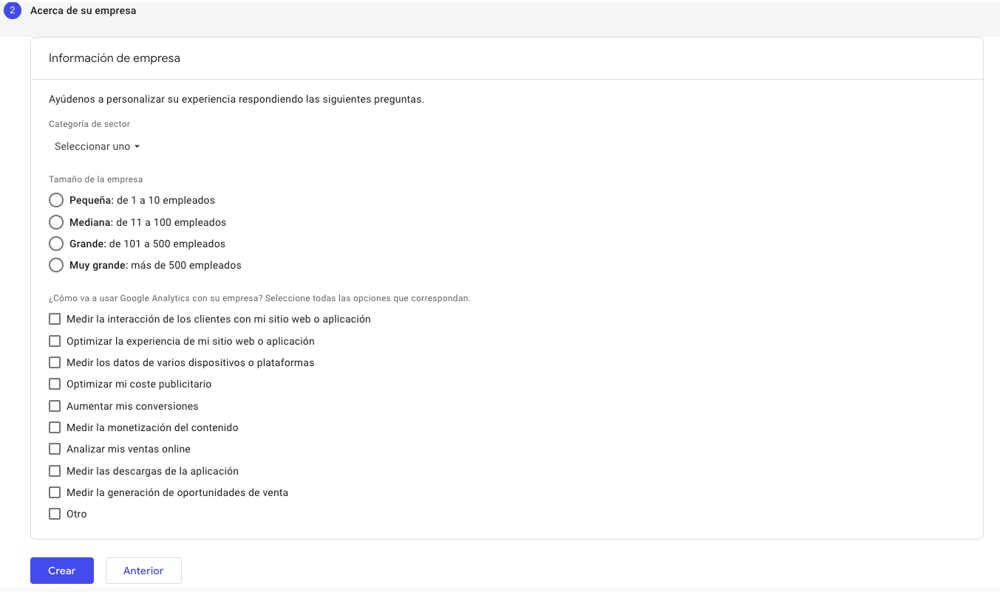 2 Acerca de su empresa
Información de empresa
Ayúdenos a personalizar su experiencia respondiendo las siguientes preguntas.
Categoría de sector
Seleccionar uno
Tamaño de la empresa
Pequeña: de 1 a 10 empleados
Mediana: de 11 a 100 empleados
Grande: de 101 a 500 empleados
Muy grande: más de 500 empleados
¿Cómo va a usar Google Analytics con su empresa? Seleccione todas las opciones que correspondan.
Medir la interacción de los clientes con mi sitio web o aplicación
Optimizar la experiencia de mi sitio web o aplicación
Medir los datos de varios dispositivos o plataformas
Optimizar mi coste publicitario
Aumentar mis conversiones
Medir la monetización del contenido
Analizar mis ventas online
Medir las descargas de la aplicación
Medir la generación de oportunidades de venta
Otro
Crear Anterior